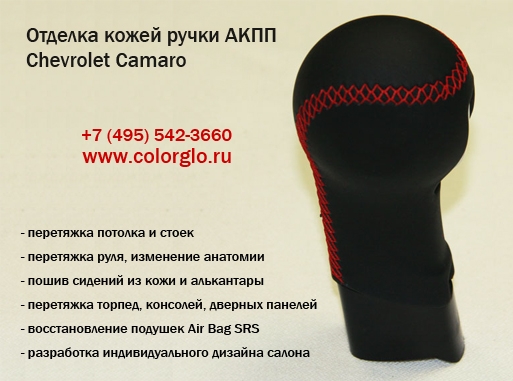 Отделка кожей ручки АКПП
Chevrolet Camaro
+7 (495) 542-3660
www.colorglo.ru
- перетяжка потолка и стоек
- перетяжка руля, изменение анатомии
- пошив сидений из кожи и алькантары
- перетяжка торпед, консолей, дверных панелей
- восстановление подушек Air Bag SRS
- разработка индивидуального дизайна салона